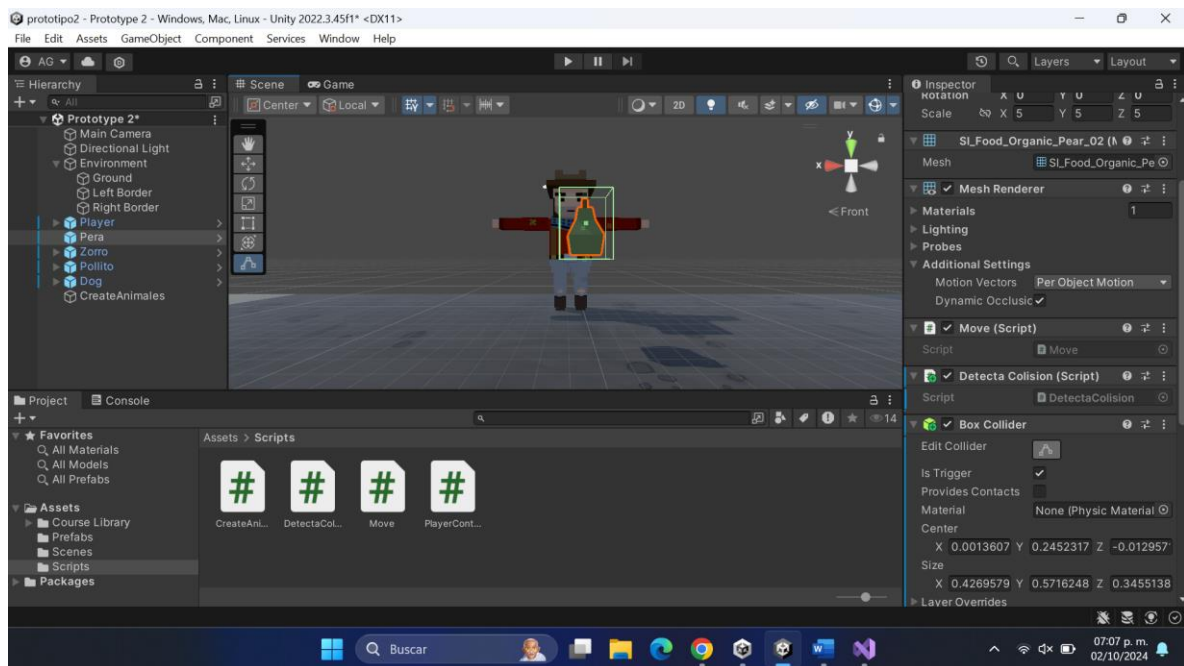 prototipo2 - Prototype 2 - Windows, Mac, Linux - Unity 2022.3.45f1* <DX11>
File Edit Assets GameObject Component Services Window Help
AG
Layers Layout
Hierarchy
All
Prototype 2*
Main Camera
Directional Light
Environment
Ground
Left Border
Right Border
Player
Pera
Zorro
Pollito
Dog
CreateAnimales
Scene Game
Center Local 2D
y
x
Front
Inspector
Rotation X 0 Y 0 Z 0
Scale X 5 Y 5 Z 5
SI_Food_Organic_Pear_02 (M
Mesh SI_Food_Organic_Pe
Mesh Renderer
Materials 1
Lighting
Probes
Additional Settings
Motion Vectors Per Object Motion
Dynamic Occlusic
# Move (Script)
Script Move
Detecta Colision (Script)
Script DetectaColision
Box Collider
Edit Collider
Is Trigger
Provides Contacts
Material None (Physic Material
Center
X 0.0013607 Y 0.2452317 Z -0.012957
Size
X 0.4269579 Y 0.5716248 Z 0.3455138
Layer Overrides
Project Console
14
Favorites
All Materials
All Models
All Prefabs
Assets
Course Library
Prefabs
Scenes
Scripts
Packages
Assets > Scripts
# # # #
CreateAni... DetectaCol... Move PlayerCont...
Buscar
07:07 p. m.
02/10/2024